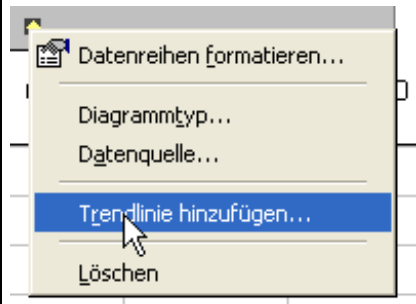 Datenreihen formatieren...
Diagrammtyp...
Datenquelle...
Trendlinie hinzufügen...
Löschen